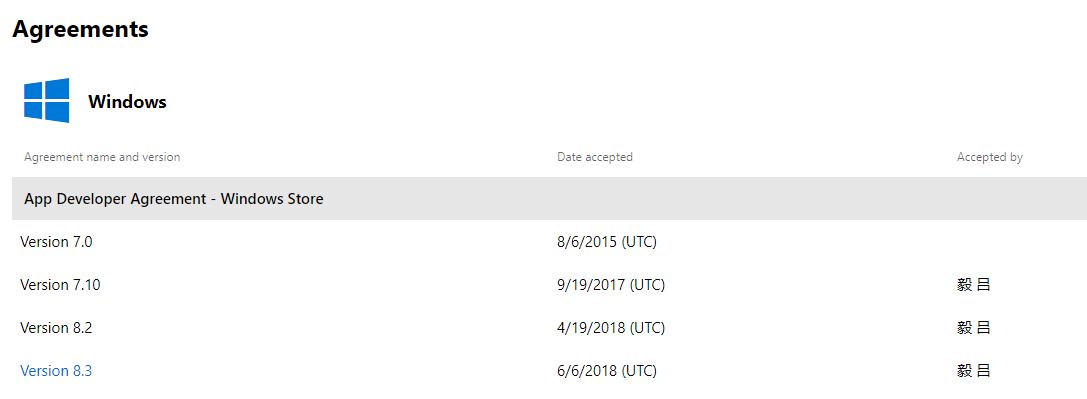 Agreements
Windows
Agreement name and version Date accepted Accepted by
App Developer Agreement - Windows Store
Version 7.0 8/6/2015 (UTC)
Version 7.10 9/19/2017 (UTC) 毅 吕
Version 8.2 4/19/2018 (UTC) 毅 吕
Version 8.3 6/6/2018 (UTC) 毅 吕